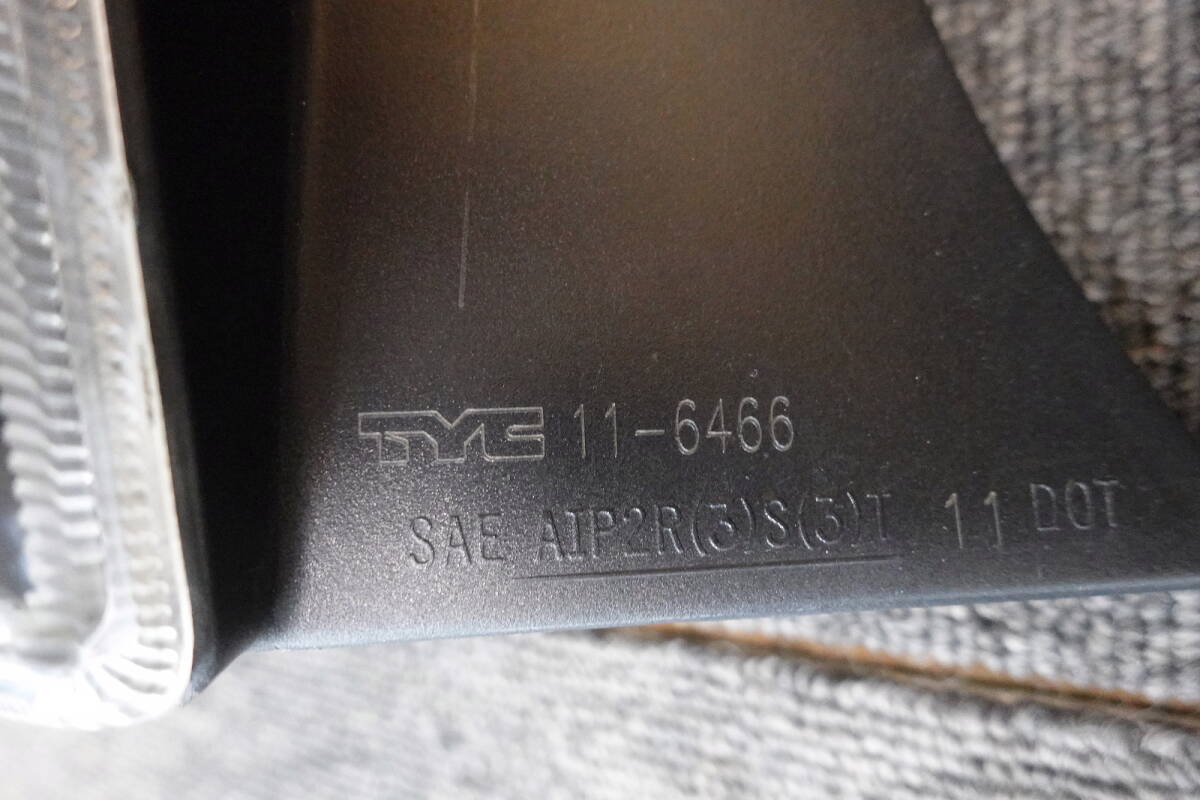 TYC 11-6466
SAE AIP2R(3)S(3)T 11 DOT